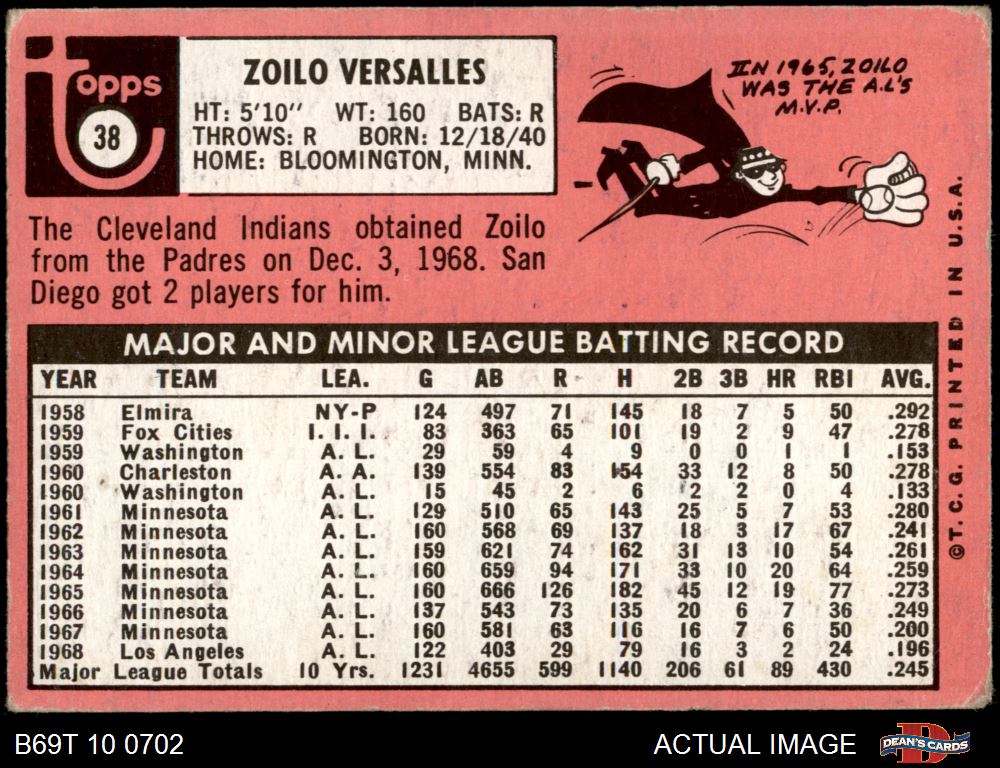 topps
38
ZOILO VERSALLES
HT: 5'10" WT: 160 BATS: R
THROWS: R BORN: 12/18/40
HOME: BLOOMINGTON, MINN.
IN 1965, ZOILO
WAS THE A.L'S
M.V.P.
The Cleveland Indians obtained Zoilo
from the Padres on Dec. 3, 1968. San
Diego got 2 players for him.
MAJOR AND MINOR LEAGUE BATTING RECORD
YEAR TEAM LEA. G AB R H 2B 3B HR RBI AVG.
1958 Elmira NY-P 124 497 71 145 18 7 5 50 .292
1959 Fox Cities I. I. I. 83 363 65 101 19 2 9 47 .278
1959 Washington A. L. 29 59 4 9 0 0 1 1 .153
1960 Charleston A. A. 139 554 83 154 33 12 8 50 .278
1960 Washington A. L. 15 45 2 6 2 2 0 4 .133
1961 Minnesota A. L. 129 510 65 143 25 5 7 53 .280
1962 Minnesota A. L. 160 568 69 137 18 3 17 67 .241
1963 Minnesota A. L. 159 621 74 162 31 13 10 54 .261
1964 Minnesota A. L. 160 659 94 171 33 10 20 64 .259
1965 Minnesota A. L. 160 666 126 182 45 12 19 77 .273
1966 Minnesota A. L. 137 543 73 135 20 6 7 36 .249
1967 Minnesota A. L. 160 581 63 116 16 7 6 50 .200
1968 Los Angeles A. L. 122 403 29 79 16 3 2 24 .196
Major League Totals 10 Yrs. 1231 4655 599 1140 206 61 89 430 .245
©T. C. G. PRINTED IN U.S.A.
B69T 10 0702
ACTUAL IMAGE
DEAN'S CARDS